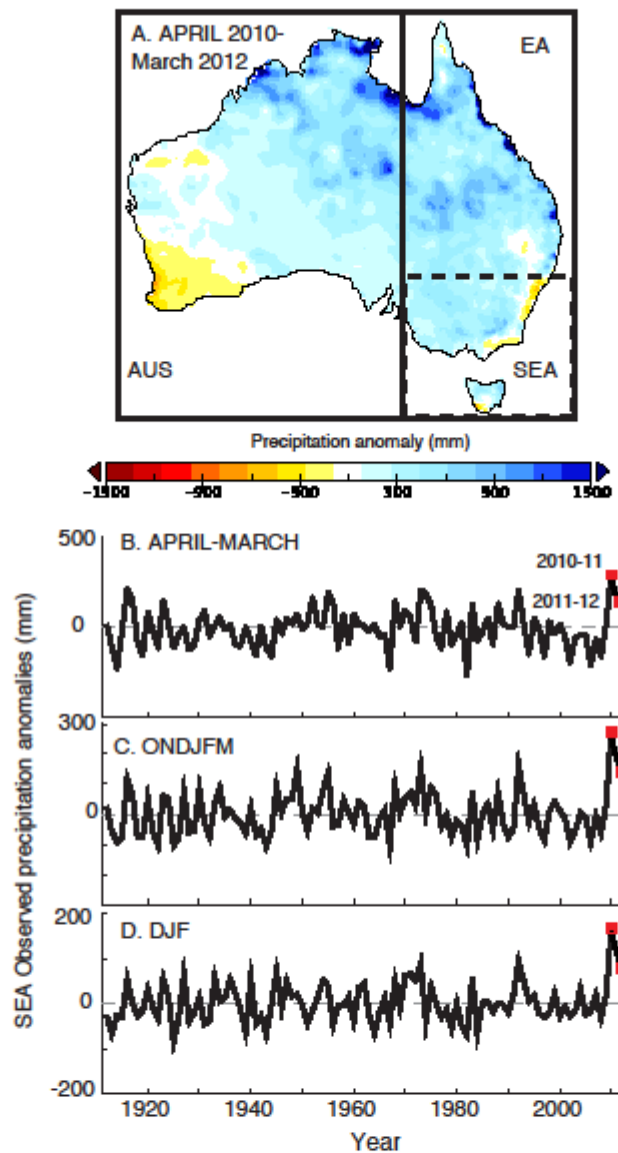 A. APRIL 2010-
March 2012
EA
AUS
SEA
Precipitation anomaly (mm)
-1500 -900 -500 300 500 1500
500
B. APRIL-MARCH
2010-11
2011-12
0
300
C. ONDJFM
0
200
D. DJF
0
-200
SEA Observed precipitation anomalies (mm)
1920 1940 1960 1980 2000
Year